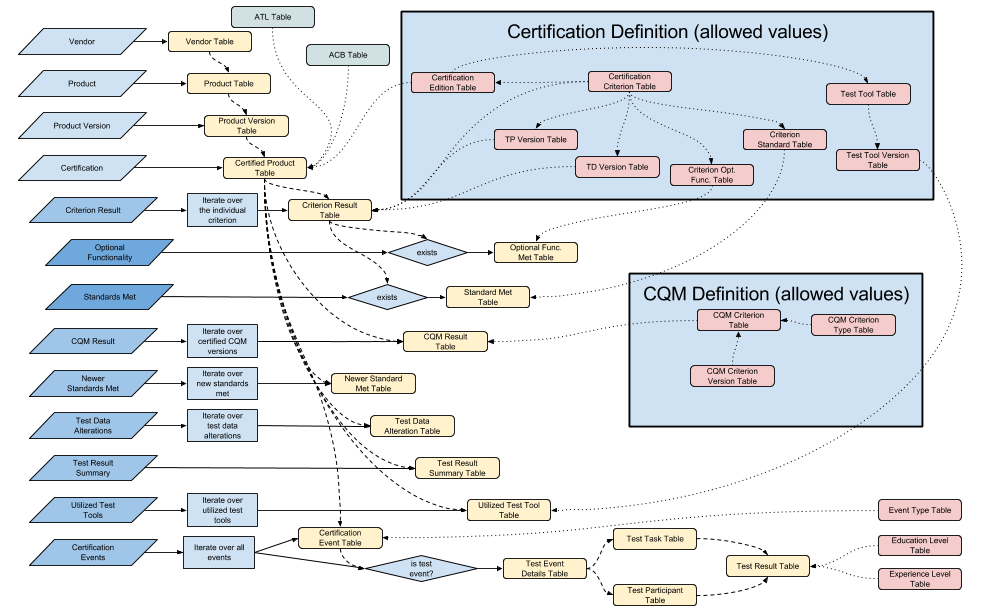 ATL Table
ACB Table
Vendor
Vendor Table
Product
Product Table
Product Version
Product Version
Table
Certification
Certified Product
Table
Certification Definition (allowed values)
Certification
Edition Table
Certification
Criterion Table
Test Tool Table
TP Version Table
TD Version Table
Criterion Opt.
Func. Table
Criterion
Standard Table
Test Tool Version
Table
Criterion Result
Iterate over
the individual
criterion
Criterion Result
Table
Optional
Functionality
exists
Optional Func.
Met Table
Standards Met
exists
Standard Met
Table
CQM Definition (allowed values)
CQM Criterion
Table
CQM Criterion
Type Table
CQM Criterion
Version Table
CQM Result
Iterate over
certified CQM
versions
CQM Result
Table
Newer
Standards Met
Iterate over
new standards
met
Newer Standard
Met Table
Test Data
Alterations
Iterate over
test data
alterations
Test Data
Alteration Table
Test Result
Summary
Test Result
Summary Table
Utilized Test
Tools
Iterate over
utilized test
tools
Utilized Test Tool
Table
Event Type Table
Certification
Events
Iterate over all
events
Certification
Event Table
is test
event?
Test Event
Details Table
Test Task Table
Test Participant
Table
Test Result Table
Education Level
Table
Experience Level
Table